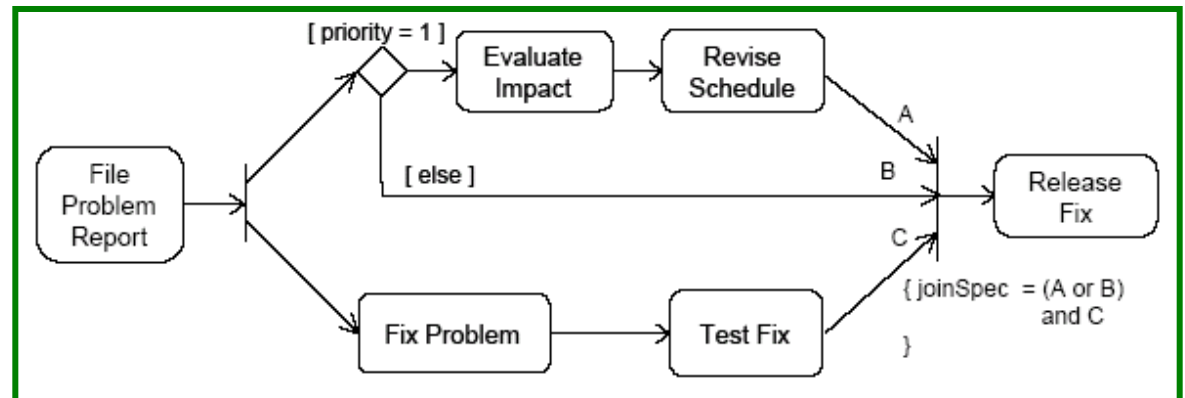 [ priority = 1 ]
Evaluate
Impact
Revise
Schedule
A
File
Problem
Report
[ else ]
B
Release
Fix
C
Fix Problem
Test Fix
{ joinSpec = (A or B)
and C
}